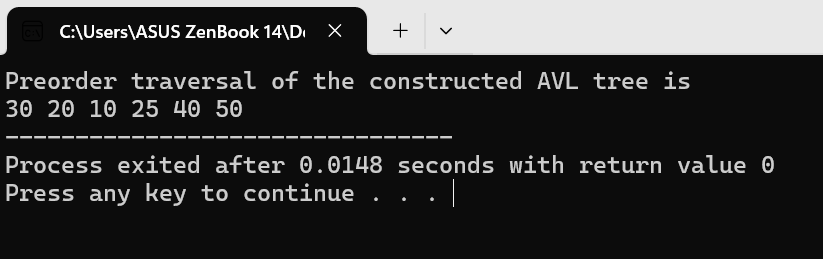 C:\Users\ASUS ZenBook 14\De
Preorder traversal of the constructed AVL tree is
30 20 10 25 40 50
--------------------------------
Process exited after 0.0148 seconds with return value 0
Press any key to continue . . .